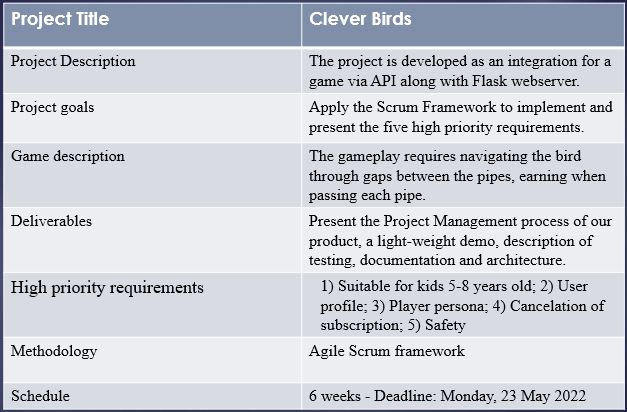 Project Title
Clever Birds
Project Description
The project is developed as an integration for a
game via API along with Flask webserver.
Project goals
Apply the Scrum Framework to implement and
present the five high priority requirements.
Game description
The gameplay requires navigating the bird
through gaps between the pipes, earning when
passing each pipe.
Deliverables
Present the Project Management process of our
product, a light-weight demo, description of
testing, documentation and architecture.
High priority requirements
1) Suitable for kids 5-8 years old; 2) User
profile; 3) Player persona; 4) Cancelation of
subscription; 5) Safety
Methodology
Agile Scrum framework
Schedule
6 weeks - Deadline: Monday, 23 May 2022